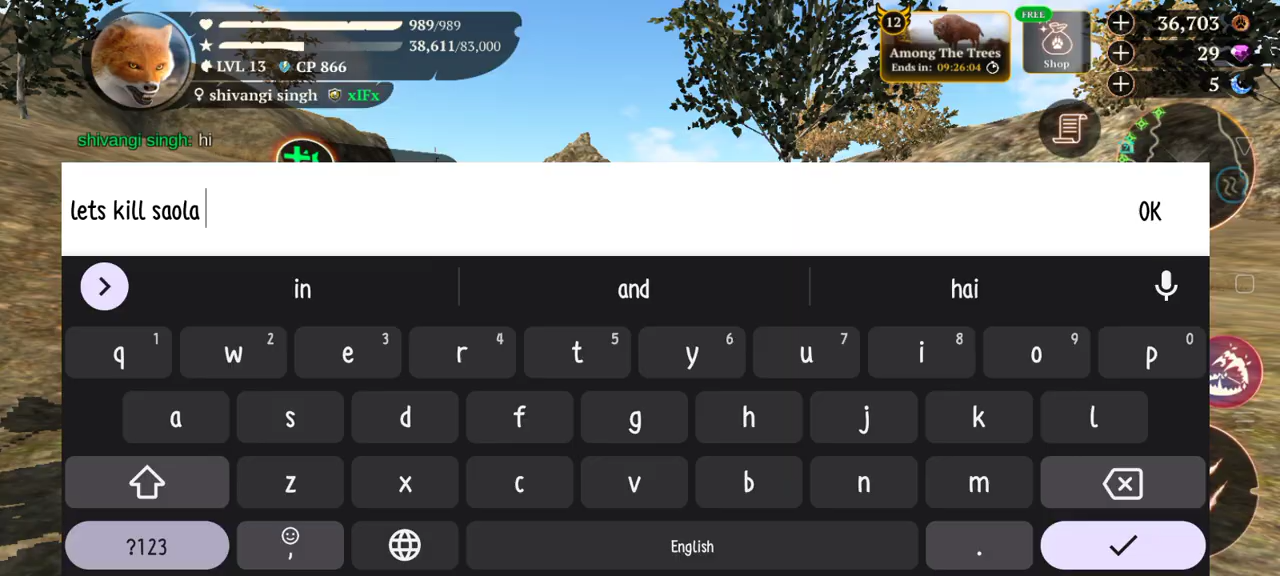 989/989
38,611/83,000
LVL 13 CP 866
shivangi singh xIFx
shivangi singh: hi
12
Among The Trees
Ends in: 09:26:04
FREE
Shop
36,703
29
5
lets kill saola
OK
in and hai
q 1 w 2 e 3 r 4 t 5 y 6 u 7 i 8 o 9 p 0
a s d f g h j k l
z x c v b n m
?123 , English .